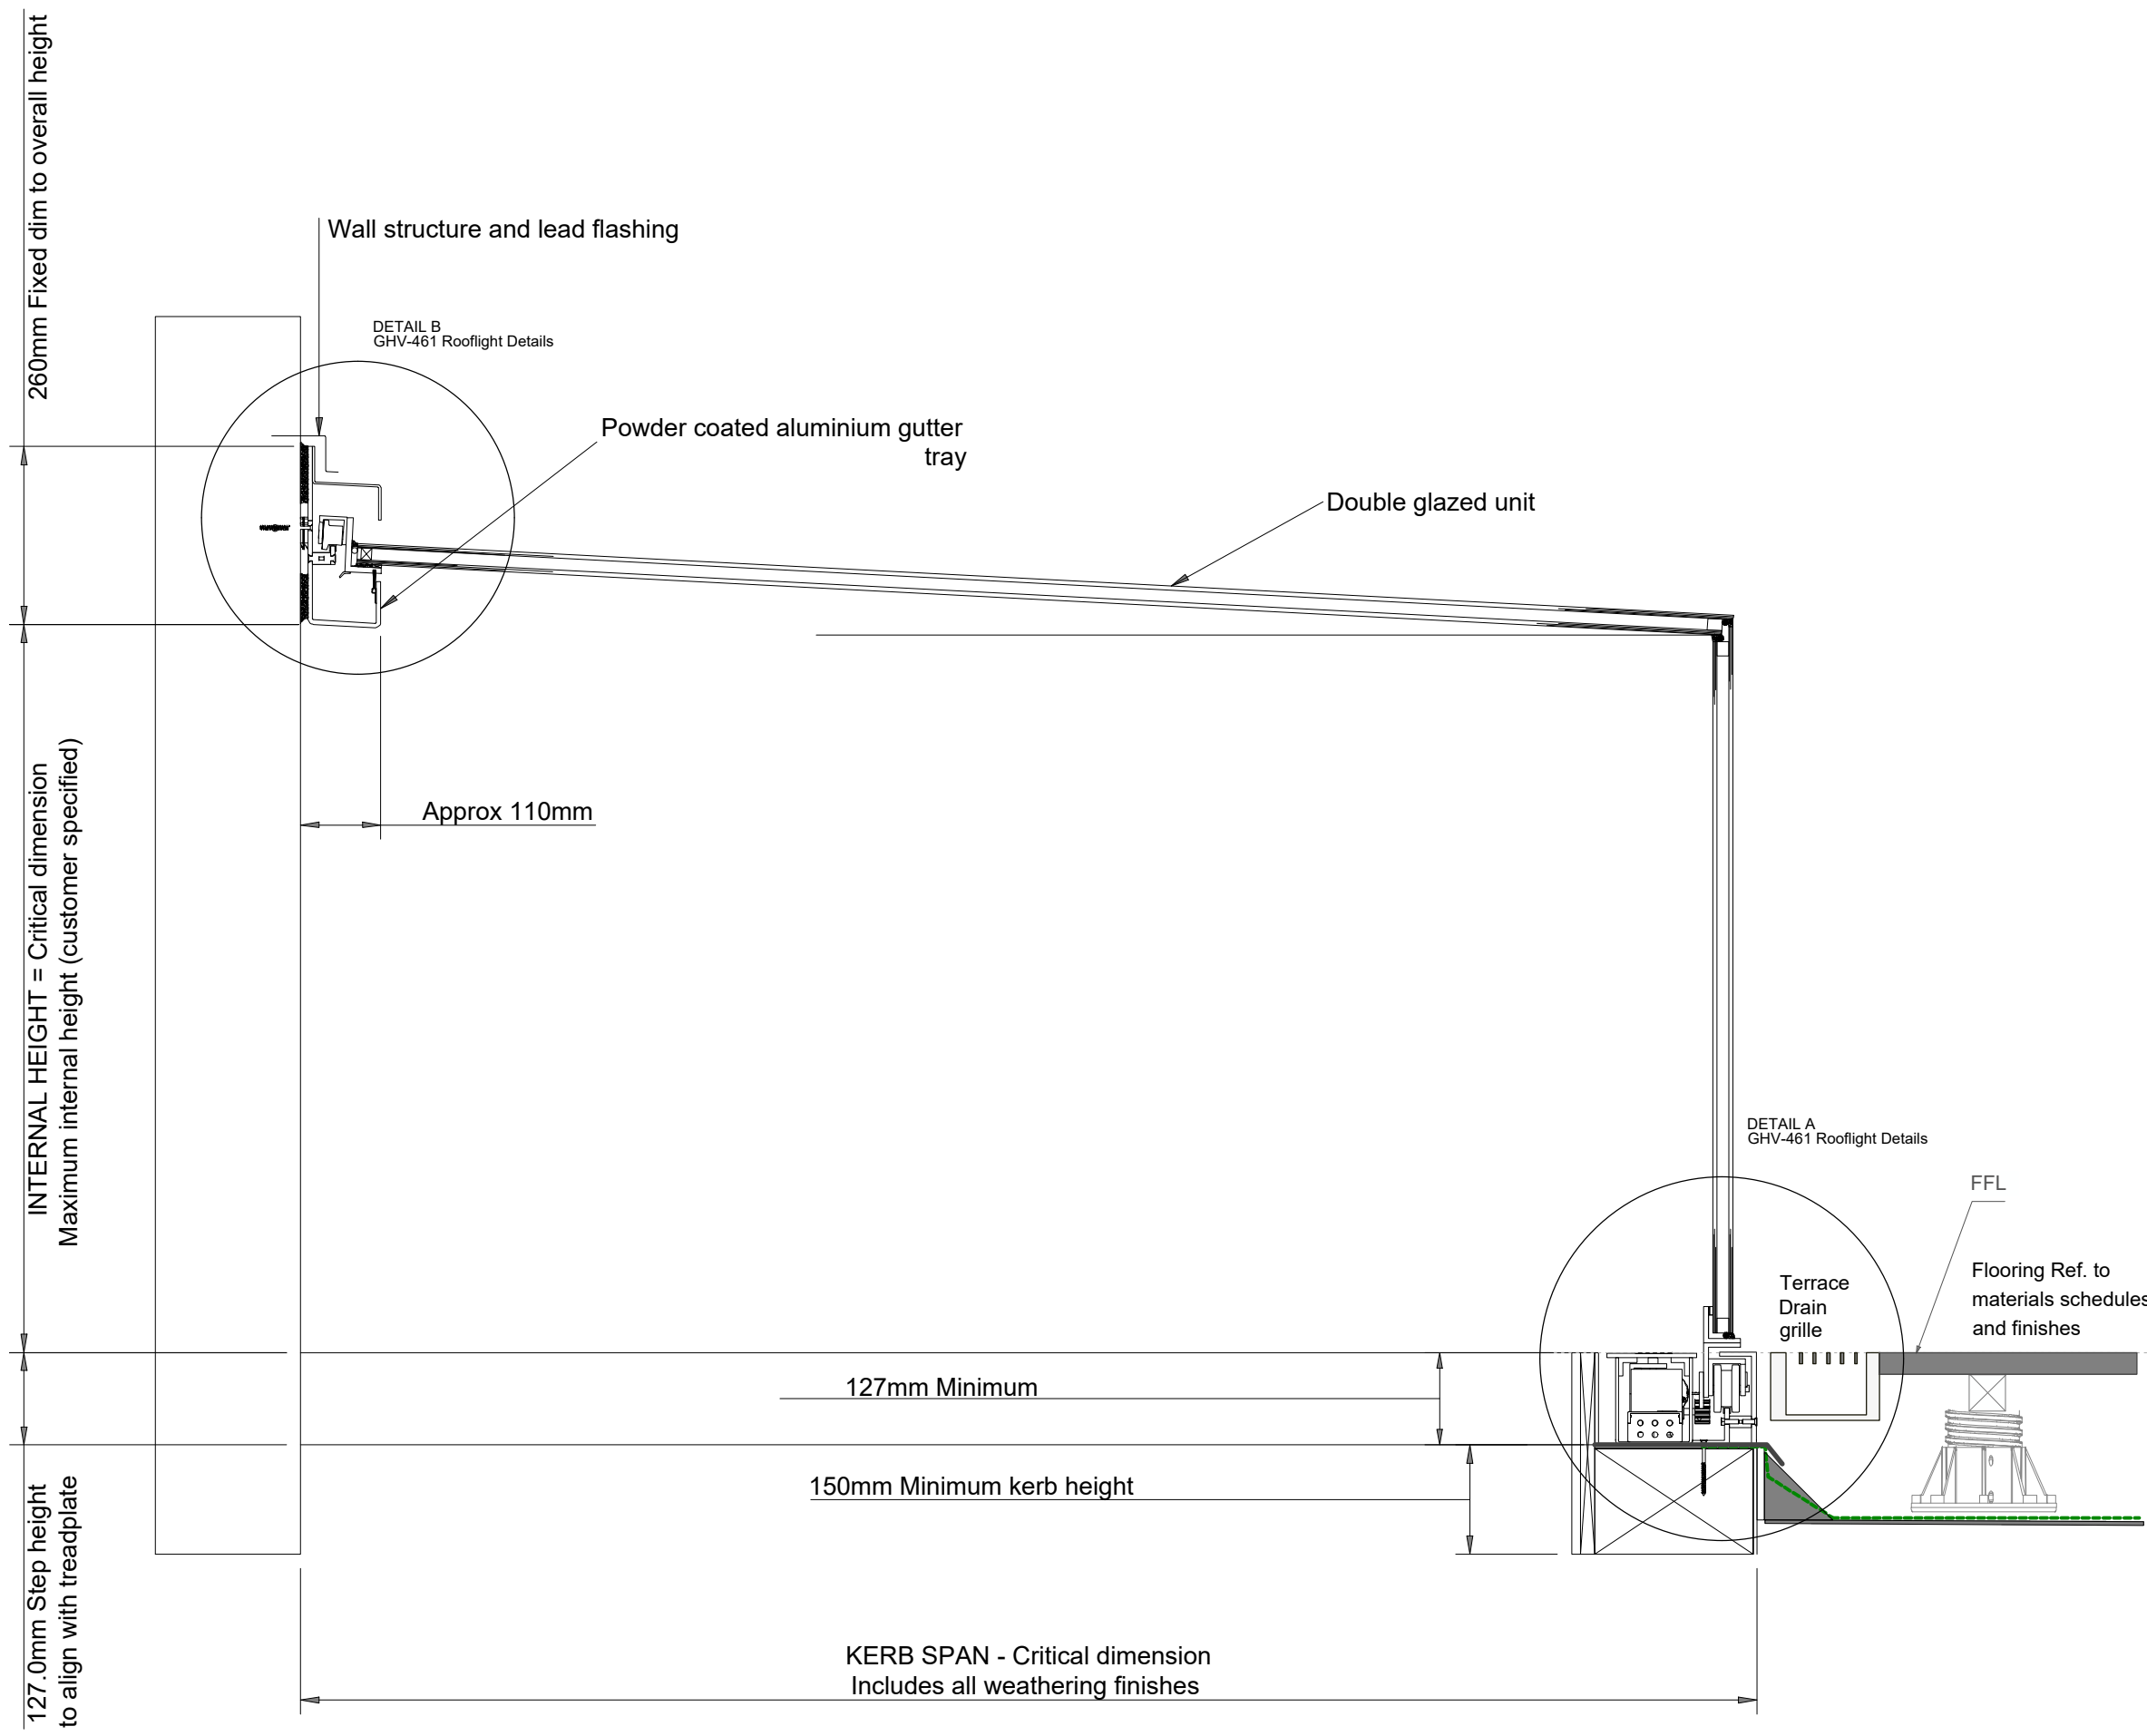 260mm Fixed dim to overall height
Wall structure and lead flashing
DETAIL B
GHV-461 Rooflight Details
Powder coated aluminium gutter
tray
Double glazed unit
INTERNAL HEIGHT = Critical dimension
Maximum internal height (customer specified)
Approx 110mm
DETAIL A
GHV-461 Rooflight Details
FFL
Terrace
Drain
grille
Flooring Ref. to
materials schedules
and finishes
127mm Minimum
150mm Minimum kerb height
127.0mm Step height
to align with treadplate
KERB SPAN - Critical dimension
Includes all weathering finishes